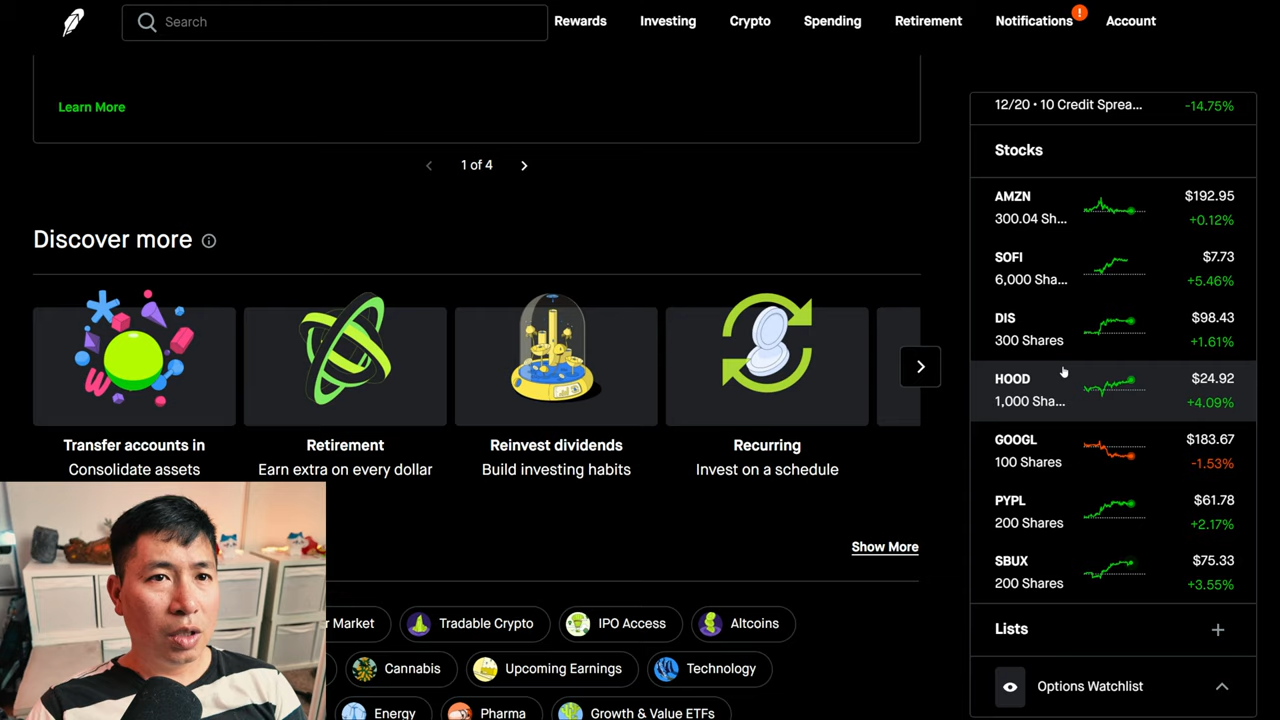 Search
Rewards
Investing
Crypto
Spending
Retirement
Notifications
!
Account
Learn More
1 of 4
Discover more
Transfer accounts in
Consolidate assets
Retirement
Earn extra on every dollar
Reinvest dividends
Build investing habits
Recurring
Invest on a schedule
Show More
Market
Tradable Crypto
IPO Access
Altcoins
Cannabis
Upcoming Earnings
Technology
Energy
Pharma
Growth & Value ETFs
12/20 • 10 Credit Sprea... -14.75%
Stocks
AMZN $192.95
300.04 Sh... +0.12%
SOFI $7.73
6,000 Sha... +5.46%
DIS $98.43
300 Shares +1.61%
HOOD $24.92
1,000 Sha... +4.09%
GOOGL $183.67
100 Shares -1.53%
PYPL $61.78
200 Shares +2.17%
SBUX $75.33
200 Shares +3.55%
Lists
Options Watchlist